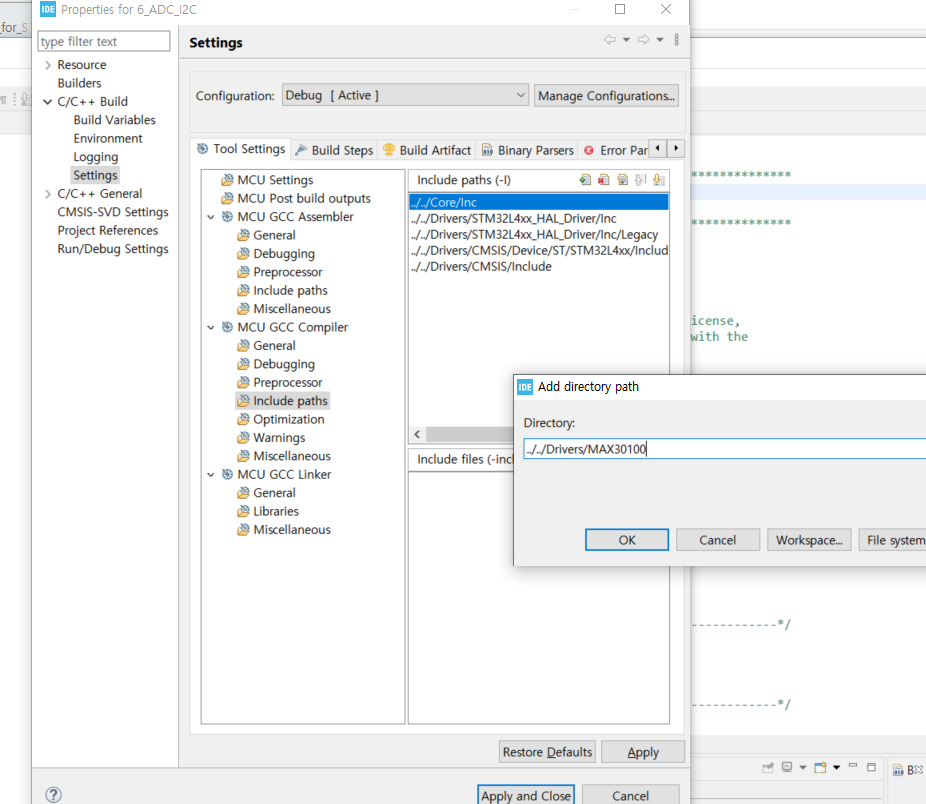 IDE Properties for 6_ADC_I2C
_for_S
type filter text
Resource
Builders
C/C++ Build
Build Variables
Environment
Logging
Settings
C/C++ General
CMSIS-SVD Settings
Project References
Run/Debug Settings
Settings
Configuration: Debug [ Active ] Manage Configurations...
Tool Settings Build Steps Build Artifact Binary Parsers Error Par
MCU Settings
MCU Post build outputs
MCU GCC Assembler
General
Debugging
Preprocessor
Include paths
Miscellaneous
MCU GCC Compiler
General
Debugging
Preprocessor
Include paths
Optimization
Warnings
Miscellaneous
MCU GCC Linker
General
Libraries
Miscellaneous
Include paths (-I)
../../Core/Inc
../../Drivers/STM32L4xx_HAL_Driver/Inc
../../Drivers/STM32L4xx_HAL_Driver/Inc/Legacy
../../Drivers/CMSIS/Device/ST/STM32L4xx/Includ
../../Drivers/CMSIS/Include
Include files (-incl
IDE Add directory path
Directory:
../../Drivers/MAX30100
OK Cancel Workspace... File system
Restore Defaults Apply
Apply and Close Cancel
**************
**************
icense,
with the
------------*/
------------*/